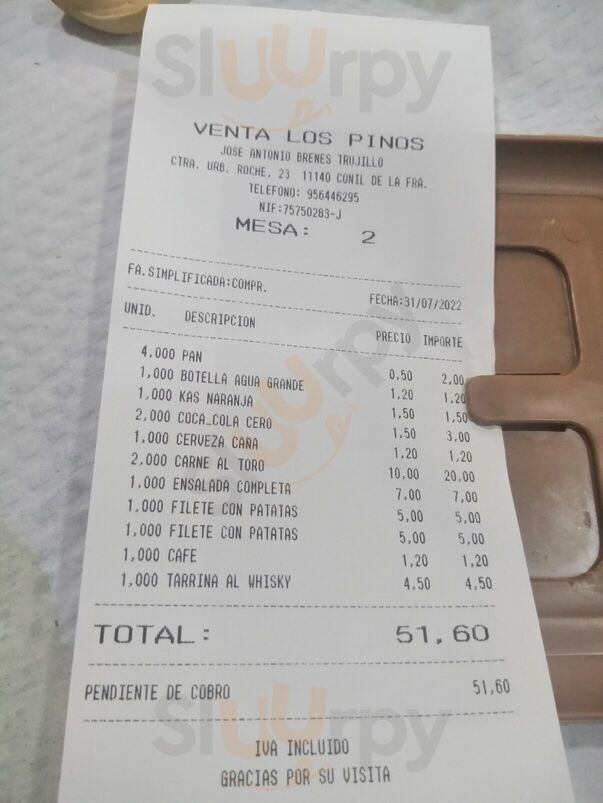 VENTA LOS PINOS
JOSE ANTONIO BRENES TRUJILLO
CTRA. URB. ROCHE, 23 11140 CONIL DE LA FRA.
TELEFONO: 956446295
NIF:75750283-J
MESA: 2
FA.SIMPLIFICADA:COMPR. FECHA:31/07/2022
UNID. DESCRIPCION PRECIO IMPORTE
4,000 PAN 0,50 2,00
1,000 BOTELLA AGUA GRANDE 1,20 1,20
1,000 KAS NARANJA 1,50 1,50
2,000 COCA_COLA CERO 1,50 3,00
1,000 CERVEZA CAÑA 1,20 1,20
2,000 CARNE AL TORO 10,00 20,00
1,000 ENSALADA COMPLETA 7,00 7,00
1,000 FILETE CON PATATAS 5,00 5,00
1,000 FILETE CON PATATAS 5,00 5,00
1,000 CAFE 1,20 1,20
1,000 TARRINA AL WHISKY 4,50 4,50
TOTAL: 51,60
PENDIENTE DE COBRO 51,60
IVA INCLUIDO
GRACIAS POR SU VISITA
Sluurpy
Sluurpy
Sluurpy